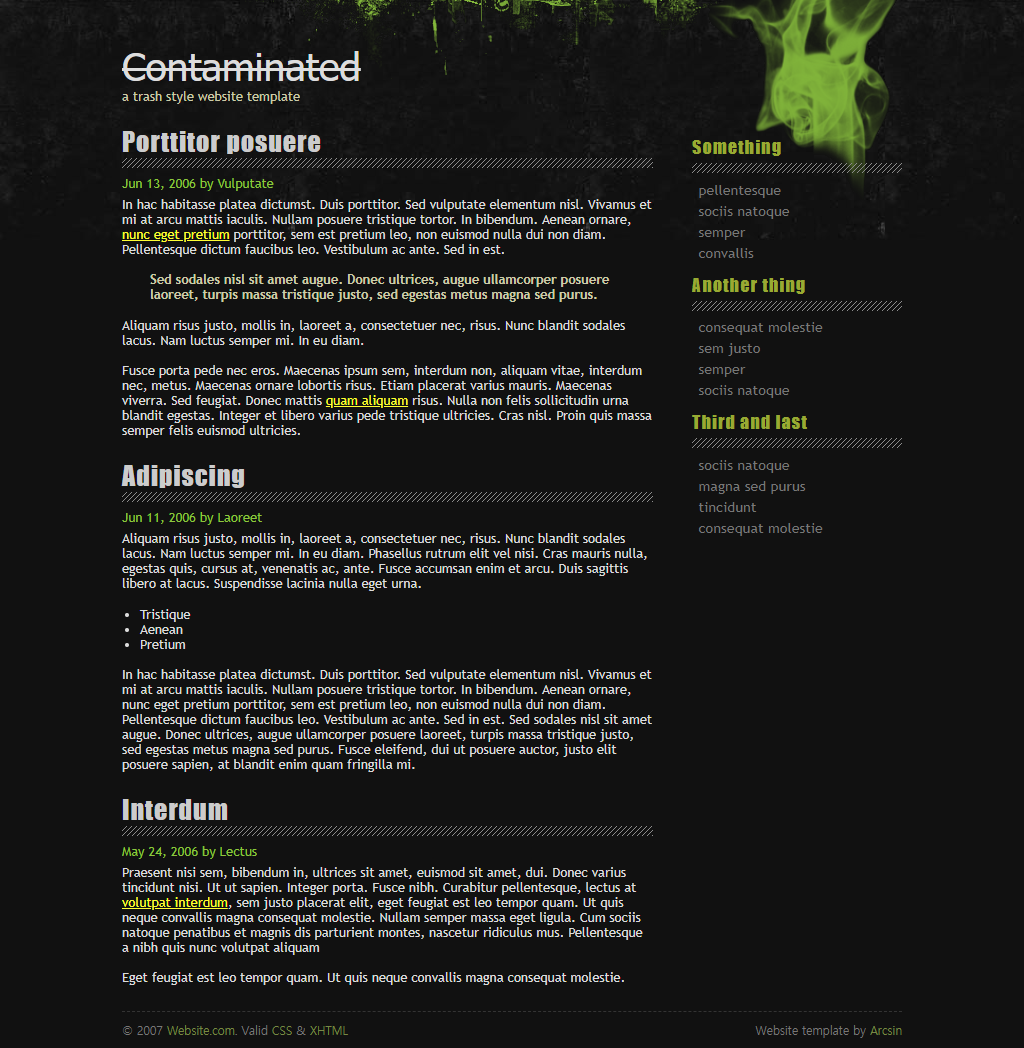 Contaminated
a trash style website template
Porttitor posuere
Jun 13, 2006 by Vulputate
In hac habitasse platea dictumst. Duis porttitor. Sed vulputate elementum nisl. Vivamus et
mi at arcu mattis iaculis. Nullam posuere tristique tortor. In bibendum. Aenean ornare,
nunc eget pretium porttitor, sem est pretium leo, non euismod nulla dui non diam.
Pellentesque dictum faucibus leo. Vestibulum ac ante. Sed in est.
Sed sodales nisl sit amet augue. Donec ultrices, augue ullamcorper posuere
laoreet, turpis massa tristique justo, sed egestas metus magna sed purus.
Aliquam risus justo, mollis in, laoreet a, consectetuer nec, risus. Nunc blandit sodales
lacus. Nam luctus semper mi. In eu diam.
Fusce porta pede nec eros. Maecenas ipsum sem, interdum non, aliquam vitae, interdum
nec, metus. Maecenas ornare lobortis risus. Etiam placerat varius mauris. Maecenas
viverra. Sed feugiat. Donec mattis quam aliquam risus. Nulla non felis sollicitudin urna
blandit egestas. Integer et libero varius pede tristique ultricies. Cras nisl. Proin quis massa
semper felis euismod ultricies.
Adipiscing
Jun 11, 2006 by Laoreet
Aliquam risus justo, mollis in, laoreet a, consectetuer nec, risus. Nunc blandit sodales
lacus. Nam luctus semper mi. In eu diam. Phasellus rutrum elit vel nisi. Cras mauris nulla,
egestas quis, cursus at, venenatis ac, ante. Fusce accumsan enim et arcu. Duis sagittis
libero at lacus. Suspendisse lacinia nulla eget urna.
• Tristique
• Aenean
• Pretium
In hac habitasse platea dictumst. Duis porttitor. Sed vulputate elementum nisl. Vivamus et
mi at arcu mattis iaculis. Nullam posuere tristique tortor. In bibendum. Aenean ornare,
nunc eget pretium porttitor, sem est pretium leo, non euismod nulla dui non diam.
Pellentesque dictum faucibus leo. Vestibulum ac ante. Sed in est. Sed sodales nisl sit amet
augue. Donec ultrices, augue ullamcorper posuere laoreet, turpis massa tristique justo,
sed egestas metus magna sed purus. Fusce eleifend, dui ut posuere auctor, justo elit
posuere sapien, at blandit enim quam fringilla mi.
Interdum
May 24, 2006 by Lectus
Praesent nisi sem, bibendum in, ultrices sit amet, euismod sit amet, dui. Donec varius
tincidunt nisi. Ut ut sapien. Integer porta. Fusce nibh. Curabitur pellentesque, lectus at
volutpat interdum, sem justo placerat elit, eget feugiat est leo tempor quam. Ut quis
neque convallis magna consequat molestie. Nullam semper massa eget ligula. Cum sociis
natoque penatibus et magnis dis parturient montes, nascetur ridiculus mus. Pellentesque
a nibh quis nunc volutpat aliquam
Eget feugiat est leo tempor quam. Ut quis neque convallis magna consequat molestie.
Something
pellentesque
sociis natoque
semper
convallis
Another thing
consequat molestie
sem justo
semper
sociis natoque
Third and last
sociis natoque
magna sed purus
tincidunt
consequat molestie
© 2007 Website.com. Valid CSS & XHTML
Website template by Arcsin